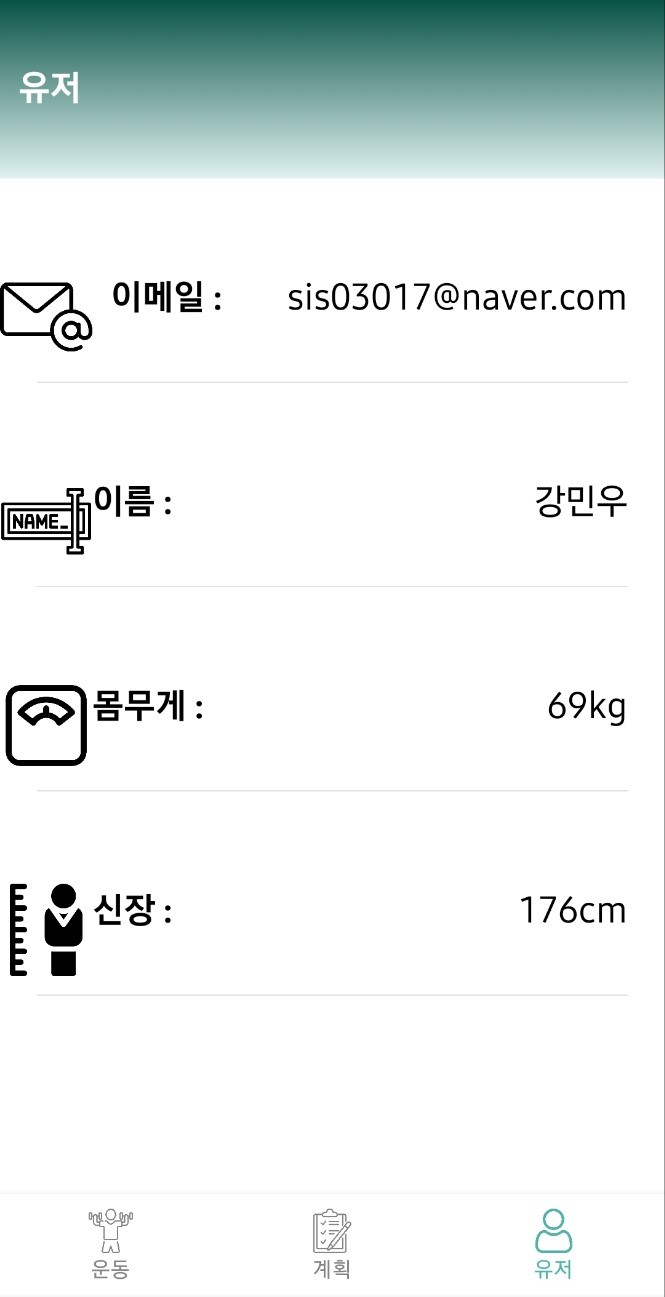 유저
이메일 : sis03017@naver.com
NAME_
이름 : 강민우
몸무게 : 69kg
신장 : 176cm
운동 계획 유저